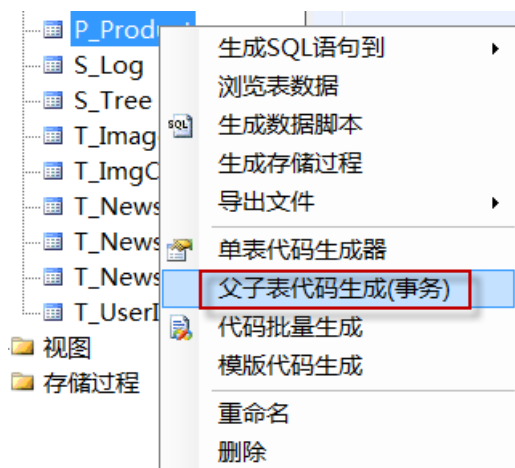 P_Prod
S_Log
S_Tree
T_Imag
T_ImgC
T_News
T_News
T_News
T_UserI
视图
存储过程
生成SQL语句到
浏览表数据
SQL
生成数据脚本
生成存储过程
导出文件
单表代码生成器
父子表代码生成(事务)
代码批量生成
模版代码生成
重命名
删除